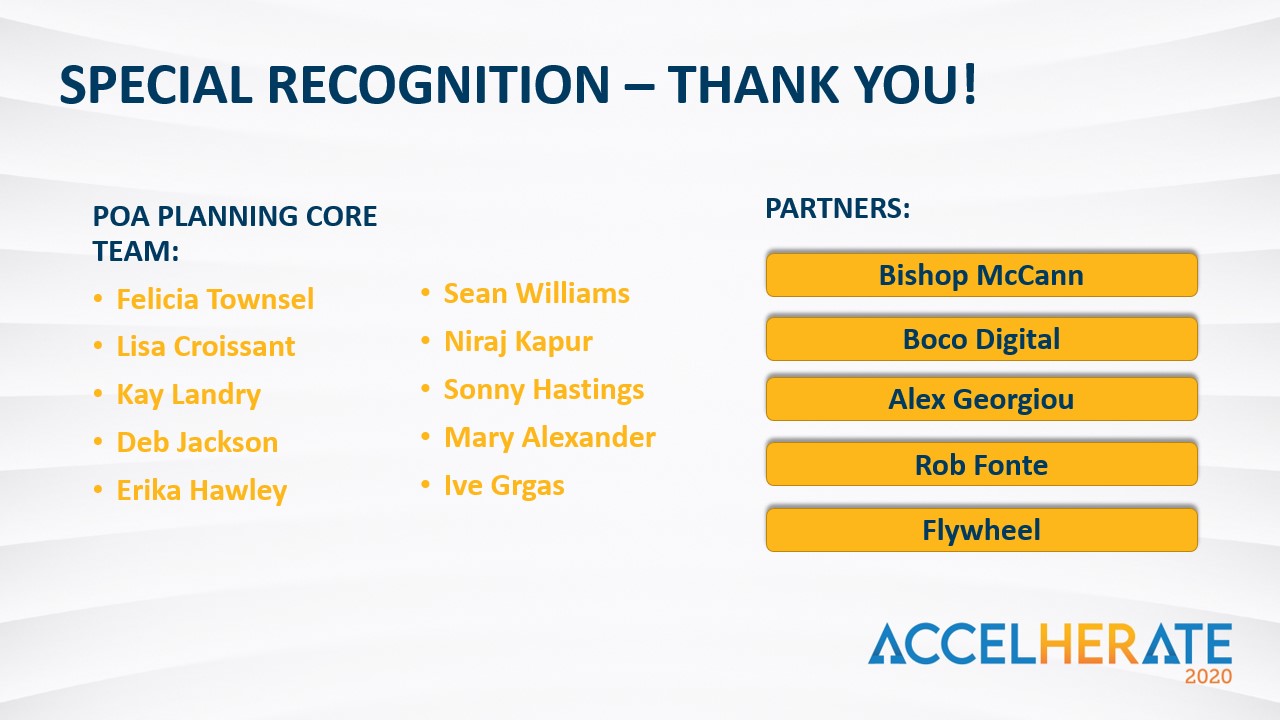 SPECIAL RECOGNITION – THANK YOU!
POA PLANNING CORE
TEAM:
• Felicia Townsel
• Lisa Croissant
• Kay Landry
• Deb Jackson
• Erika Hawley
• Sean Williams
• Niraj Kapur
• Sonny Hastings
• Mary Alexander
• Ive Grgas
PARTNERS:
Bishop McCann
Boco Digital
Alex Georgiou
Rob Fonte
Flywheel
ACCELHERATE
2020